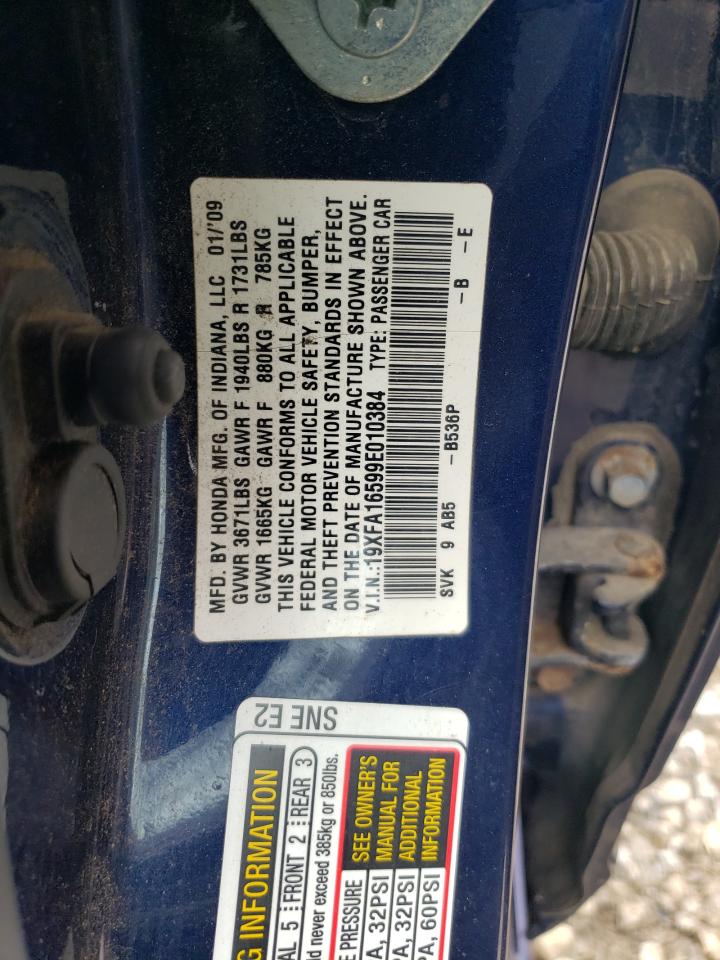 MFD. BY HONDA MFG. OF INDIANA, LLC 01/'09
GVWR 3671LBS GAWR F 1940LBS R 1731LBS
GVWR 1665KG GAWR F 880KG R 785KG
THIS VEHICLE CONFORMS TO ALL APPLICABLE
FEDERAL MOTOR VEHICLE SAFETY, BUMPER,
AND THEFT PREVENTION STANDARDS IN EFFECT
ON THE DATE OF MANUFACTURE SHOWN ABOVE.
V.I.N.:19XFA16599E010384 TYPE: PASSENGER CAR
SVK 9 AB5 -B536P -B -E
SNE E2
G INFORMATION
AL 5 FRONT 2 REAR 3
d never exceed 385kg or 850lbs.
E PRESSURE
A, 32PSI
PA, 32PSI
PA, 60PSI
SEE OWNER'S
MANUAL FOR
ADDITIONAL
INFORMATION